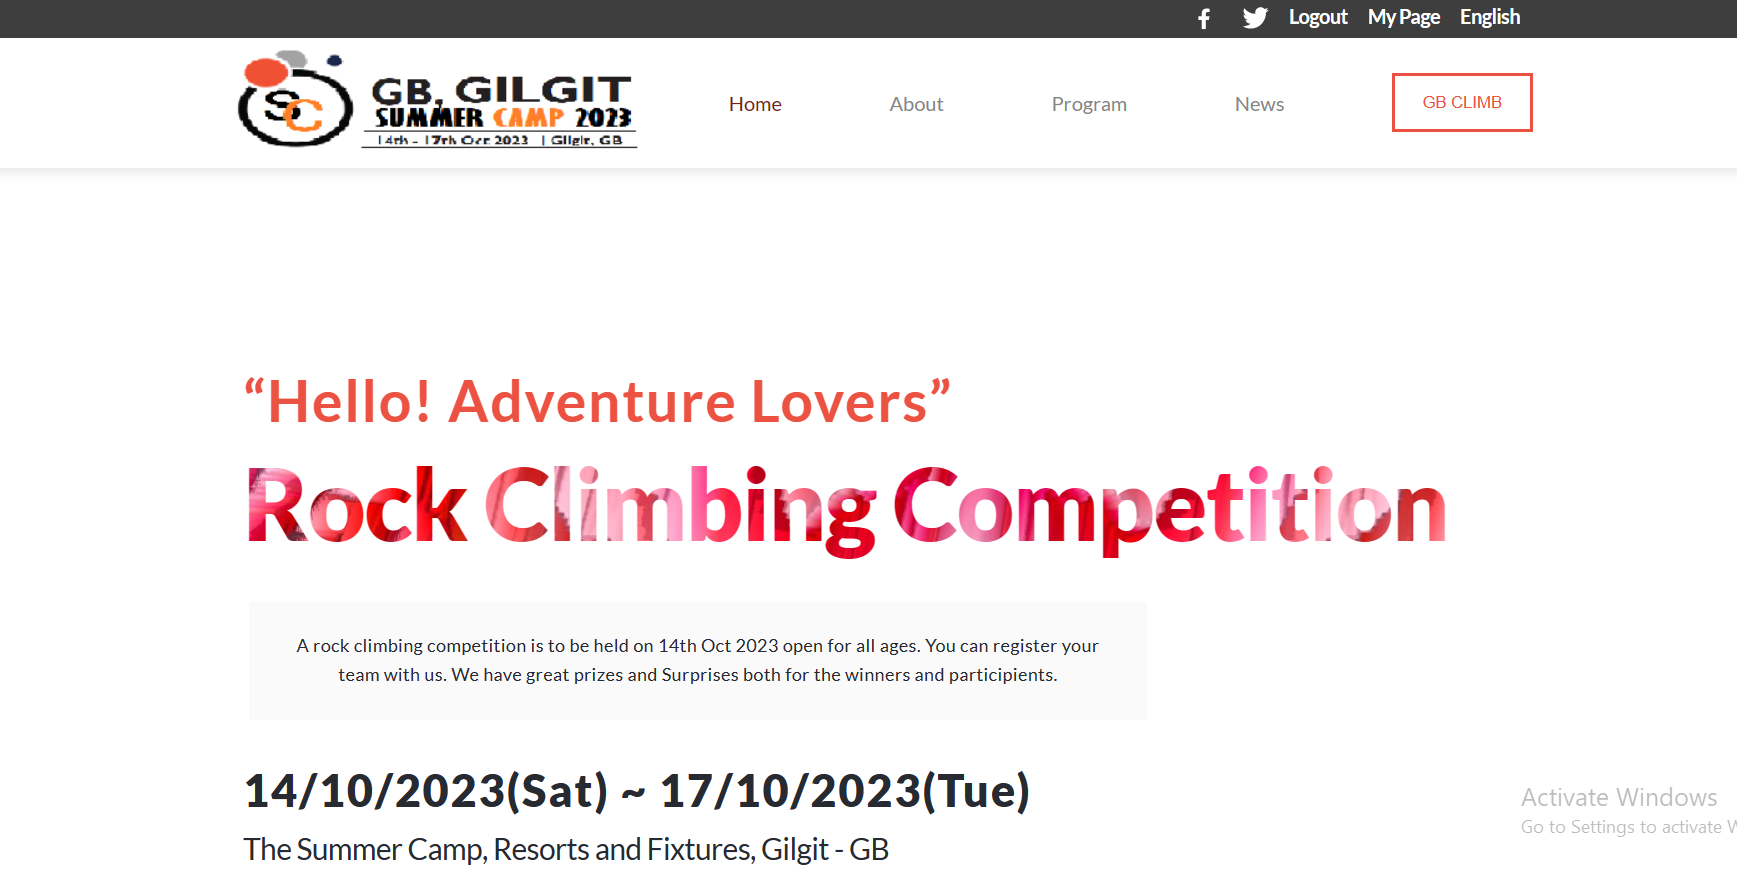 Logout My Page English
SC
GB, GILGIT
SUMMER CAMP 2023
14th - 17th Occ 2023 | Gilgit, GB
Home About Program News GB CLIMB
“Hello! Adventure Lovers”
Rock Climbing Competition
A rock climbing competition is to be held on 14th Oct 2023 open for all ages. You can register your
team with us. We have great prizes and Surprises both for the winners and participients.
14/10/2023(Sat) ~ 17/10/2023(Tue)
The Summer Camp, Resorts and Fixtures, Gilgit - GB
Activate Windows
Go to Settings to activate W